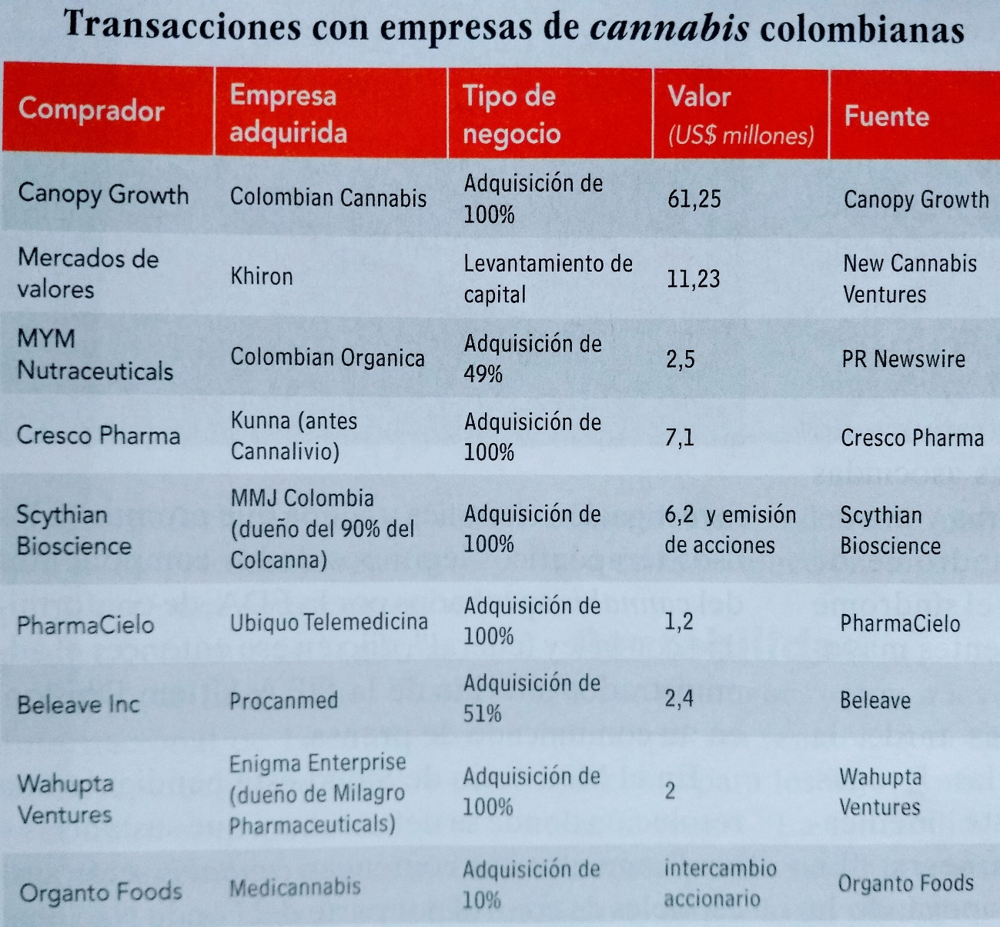 Transacciones con empresas de cannabis colombianas
Comprador
Empresa
adquirida
Tipo de
negocio
Valor
(US$ millones)
Fuente
Canopy Growth
Colombian Cannabis
Adquisición de
100%
61,25
Canopy Growth
Mercados de
valores
Khiron
Levantamiento de
capital
11,23
New Cannabis
Ventures
MYM
Nutraceuticals
Colombian Organica
Adquisición de
49%
2,5
PR Newswire
Cresco Pharma
Kunna (antes
Cannalivio)
Adquisición de
100%
7,1
Cresco Pharma
Scythian
Bioscience
MMJ Colombia
(dueño del 90% del
Colcanna)
Adquisición de
100%
6,2 y emisión
de acciones
Scythian
Bioscience
PharmaCielo
Ubiquo Telemedicina
Adquisición de
100%
1,2
PharmaCielo
Beleave Inc
Procanmed
Adquisición de
51%
2,4
Beleave
Wahupta
Ventures
Enigma Enterprise
(dueño de Milagro
Pharmaceuticals)
Adquisición de
100%
2
Wahupta
Ventures
Organto Foods
Medicannabis
Adquisición de
10%
intercambio
accionario
Organto Foods